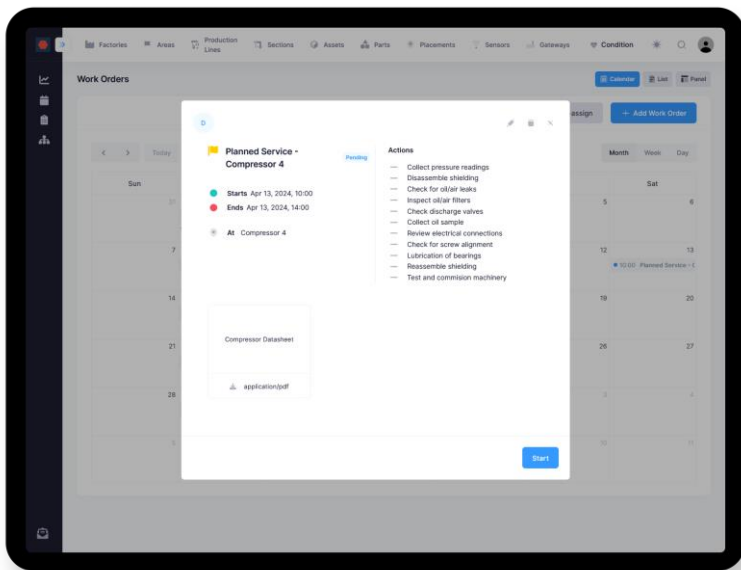 Factories
Areas
Production Lines
Sections
Assets
Parts
Placements
Sensors
Gateways
Condition
Work Orders
Calendar
List
Panel
assign
+ Add Work Order
Today
Month
Week
Day
Sun
Sat
5
6
7
12
13
10:00 Planned Service - C
14
19
20
21
26
27
28
3
4
5
10
11
D
Planned Service - Compressor 4
Pending
Starts Apr 13, 2024, 10:00
Ends Apr 13, 2024, 14:00
At Compressor 4
Actions
— Collect pressure readings
— Disassemble shielding
— Check for oil/air leaks
— Inspect oil/air filters
— Check discharge valves
— Collect oil sample
— Review electrical connections
— Check for screw alignment
— Lubrication of bearings
— Reassemble shielding
— Test and commision machinery
Compressor Datasheet
application/pdf
Start